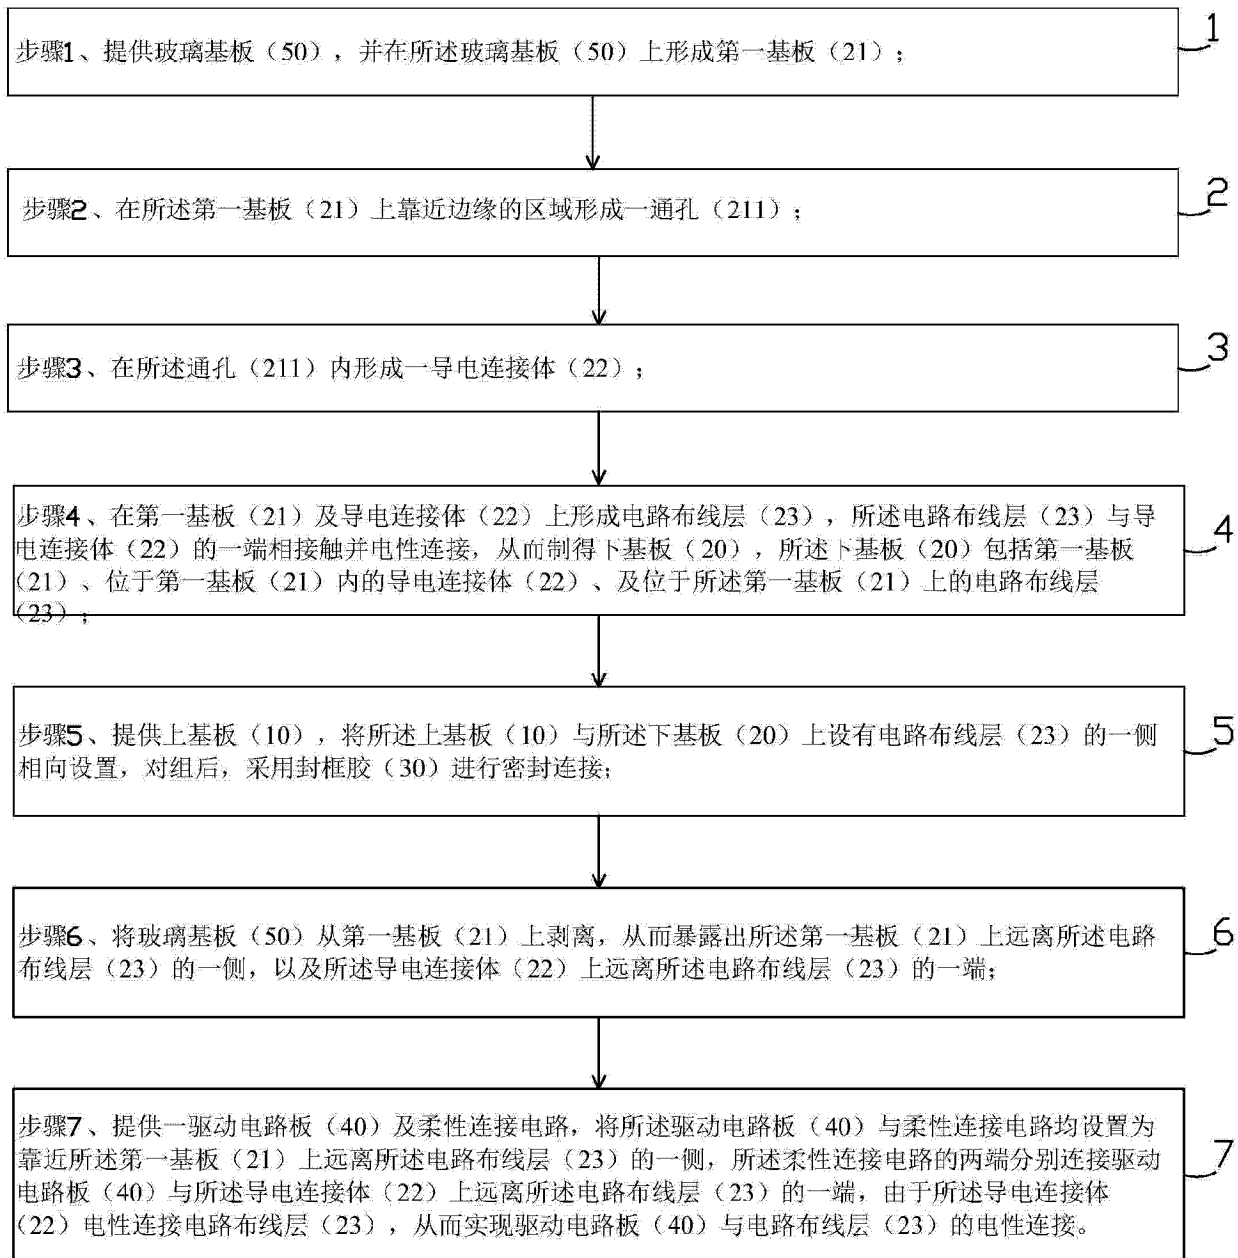 步骤1、提供玻璃基板（50），并在所述玻璃基板（50）上形成第一基板（21）；
1
步骤2、在所述第一基板（21）上靠近边缘的区域形成一通孔（211）；
2
步骤3、在所述通孔（211）内形成一导电连接体（22）；
3
步骤4、在第一基板（21）及导电连接体（22）上形成电路布线层（23），所述电路布线层（23）与导
电连接体（22）的一端相接触并电性连接，从而制得下基板（20），所述下基板（20）包括第一基板
（21）、位于第一基板（21）内的导电连接体（22）、及位于所述第一基板（21）上的电路布线层
（23）；
4
步骤5、提供上基板（10），将所述上基板（10）与所述下基板（20）上设有电路布线层（23）的一侧
相向设置，对组后，采用封框胶（30）进行密封连接；
5
步骤6、将玻璃基板（50）从第一基板（21）上剥离，从而暴露出所述第一基板（21）上远离所述电路
布线层（23）的一侧，以及所述导电连接体（22）上远离所述电路布线层（23）的一端；
6
步骤7、提供一驱动电路板（40）及柔性连接电路，将所述驱动电路板（40）与柔性连接电路均设置为
靠近所述第一基板（21）上远离所述电路布线层（23）的一侧，所述柔性连接电路的两端分别连接驱动
电路板（40）与所述导电连接体（22）上远离所述电路布线层（23）的一端，由于所述导电连接体
（22）电性连接电路布线层（23），从而实现驱动电路板（40）与电路布线层（23）的电性连接。
7